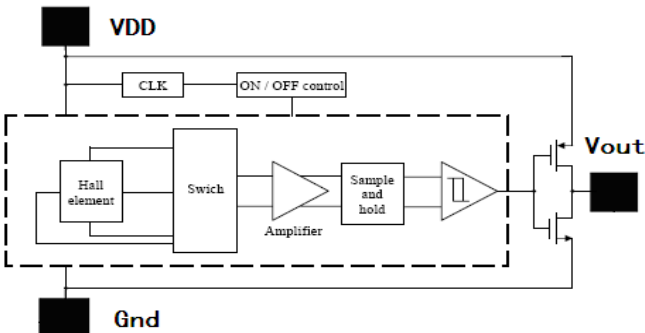 VDD
CLK
ON / OFF control
Vout
Hall
element
Swich
Sample
and
hold
Amplifier
Gnd